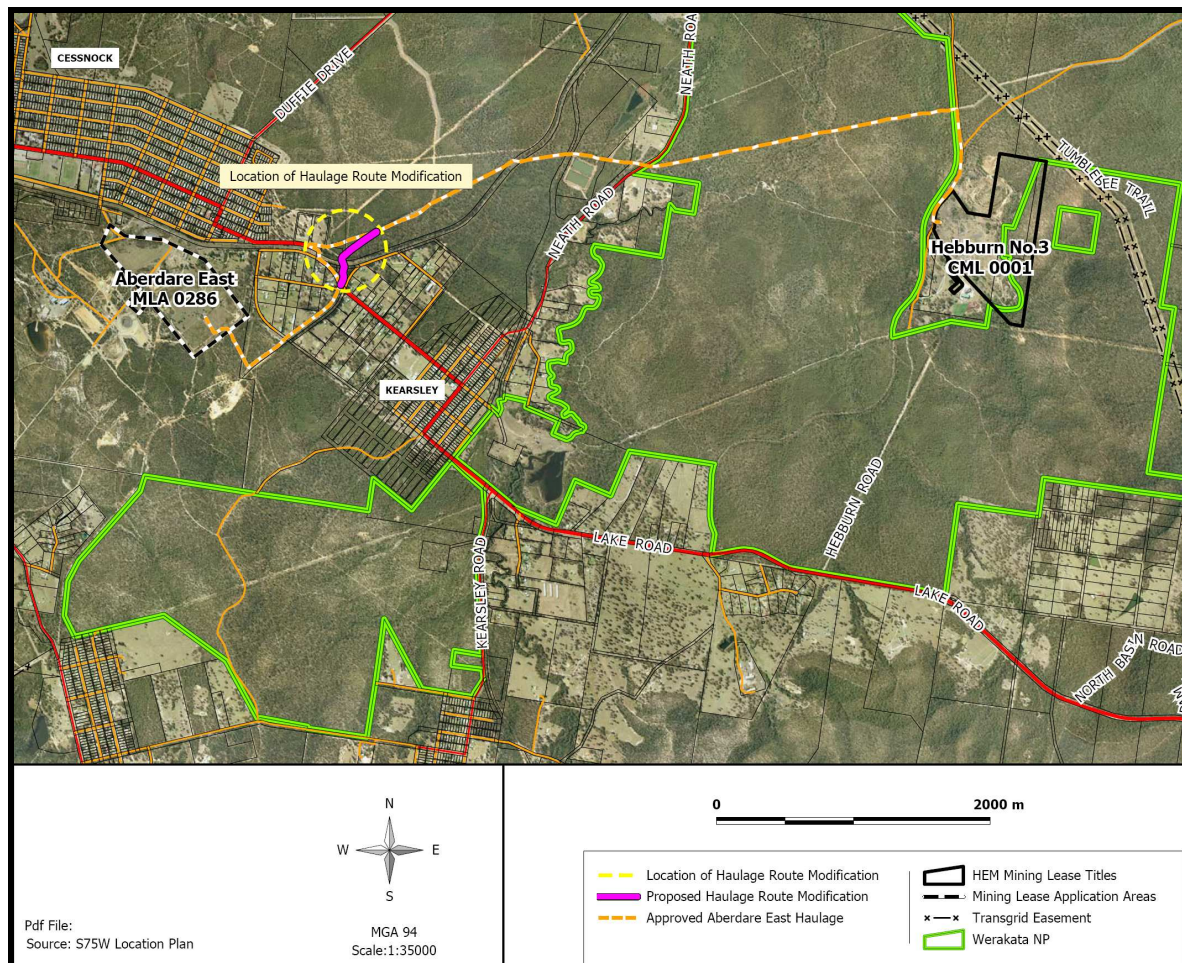 CESSNOCK
DUFFIE DRIVE
NEATH ROA
Location of Haulage Route Modification
TUMBLEBEE TRAIL
NEATH ROAD
Aberdare East
MLA 0286
Hebburn No.3
CML 0001
KEARSLEY
HEBBURN ROAD
LAKE ROAD
KEARSLEY ROAD
LAKE ROAD
NORTH BASIN ROAD
N
W E
S
MGA 94
Scale:1:35000
Pdf File:
Source: S75W Location Plan
0 2000 m
Location of Haulage Route Modification
Proposed Haulage Route Modification
Approved Aberdare East Haulage
HEM Mining Lease Titles
Mining Lease Application Areas
Transgrid Easement
Werakata NP